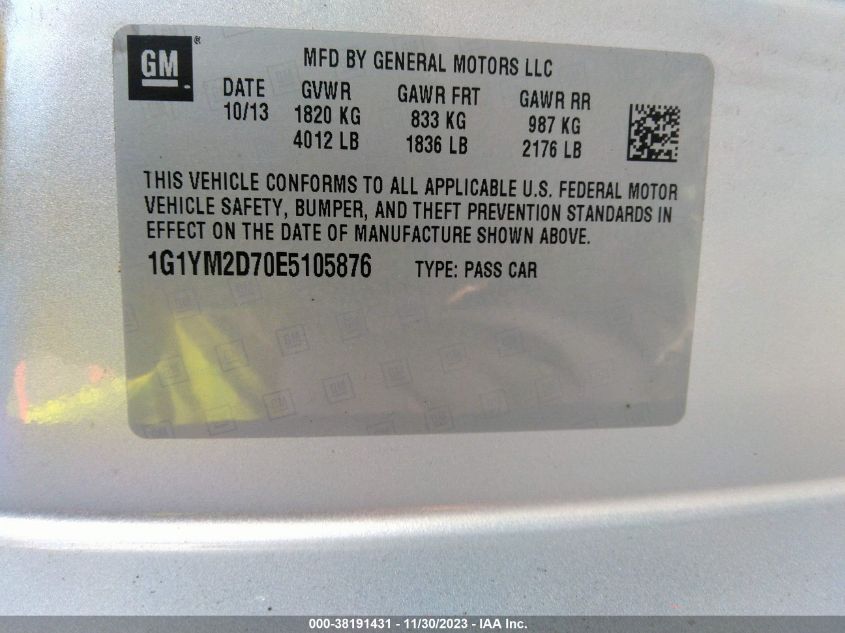 GM ®
MFD BY GENERAL MOTORS LLC
DATE GVWR GAWR FRT GAWR RR
10/13 1820 KG 833 KG 987 KG
4012 LB 1836 LB 2176 LB
THIS VEHICLE CONFORMS TO ALL APPLICABLE U.S. FEDERAL MOTOR
VEHICLE SAFETY, BUMPER, AND THEFT PREVENTION STANDARDS IN
EFFECT ON THE DATE OF MANUFACTURE SHOWN ABOVE.
1G1YM2D70E5105876 TYPE: PASS CAR
000-38191431 - 11/30/2023 - IAA Inc.